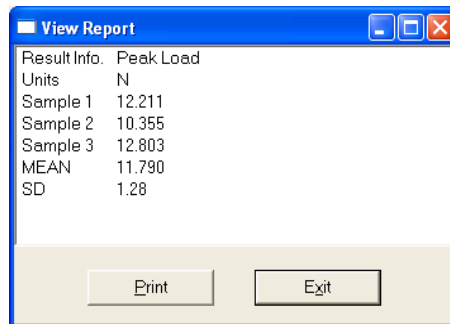 View Report
Result Info. Peak Load
Units N
Sample 1 12.211
Sample 2 10.355
Sample 3 12.803
MEAN 11.790
SD 1.28
Print Exit